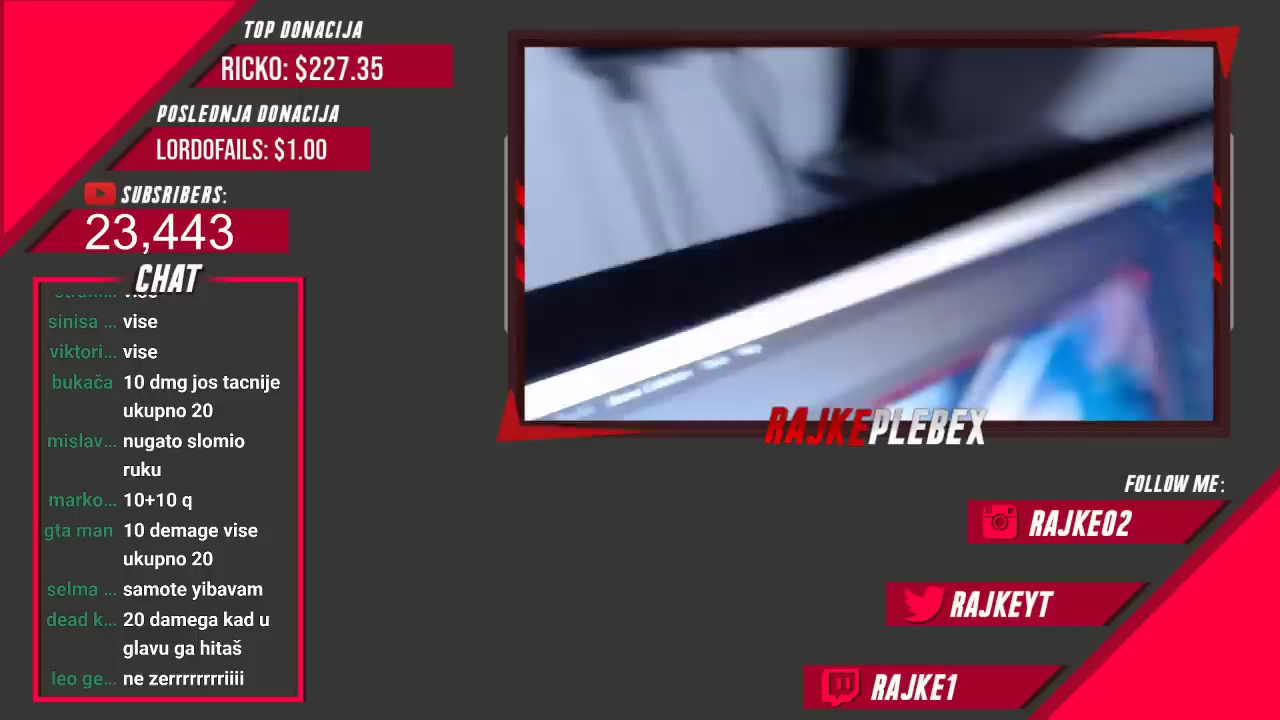 TOP DONACIJA
RICKO: $227.35
POSLEDNJA DONACIJA
LORDOFAILS: $1.00
SUBSRIBERS:
23,443
CHAT
vise
sinisa ... vise
viktori... vise
bukača 10 dmg jos tacnije
ukupno 20
mislav... nugato slomio
ruku
marko... 10+10 q
gta man 10 demage vise
ukupno 20
selma ... samote yibavam
dead k... 20 damega kad u
glavu ga hitaš
leo ge... ne zerrrrrrrriiii
RAJKEPLEBEX
FOLLOW ME:
RAJKE02
RAJKEYT
RAJKE1